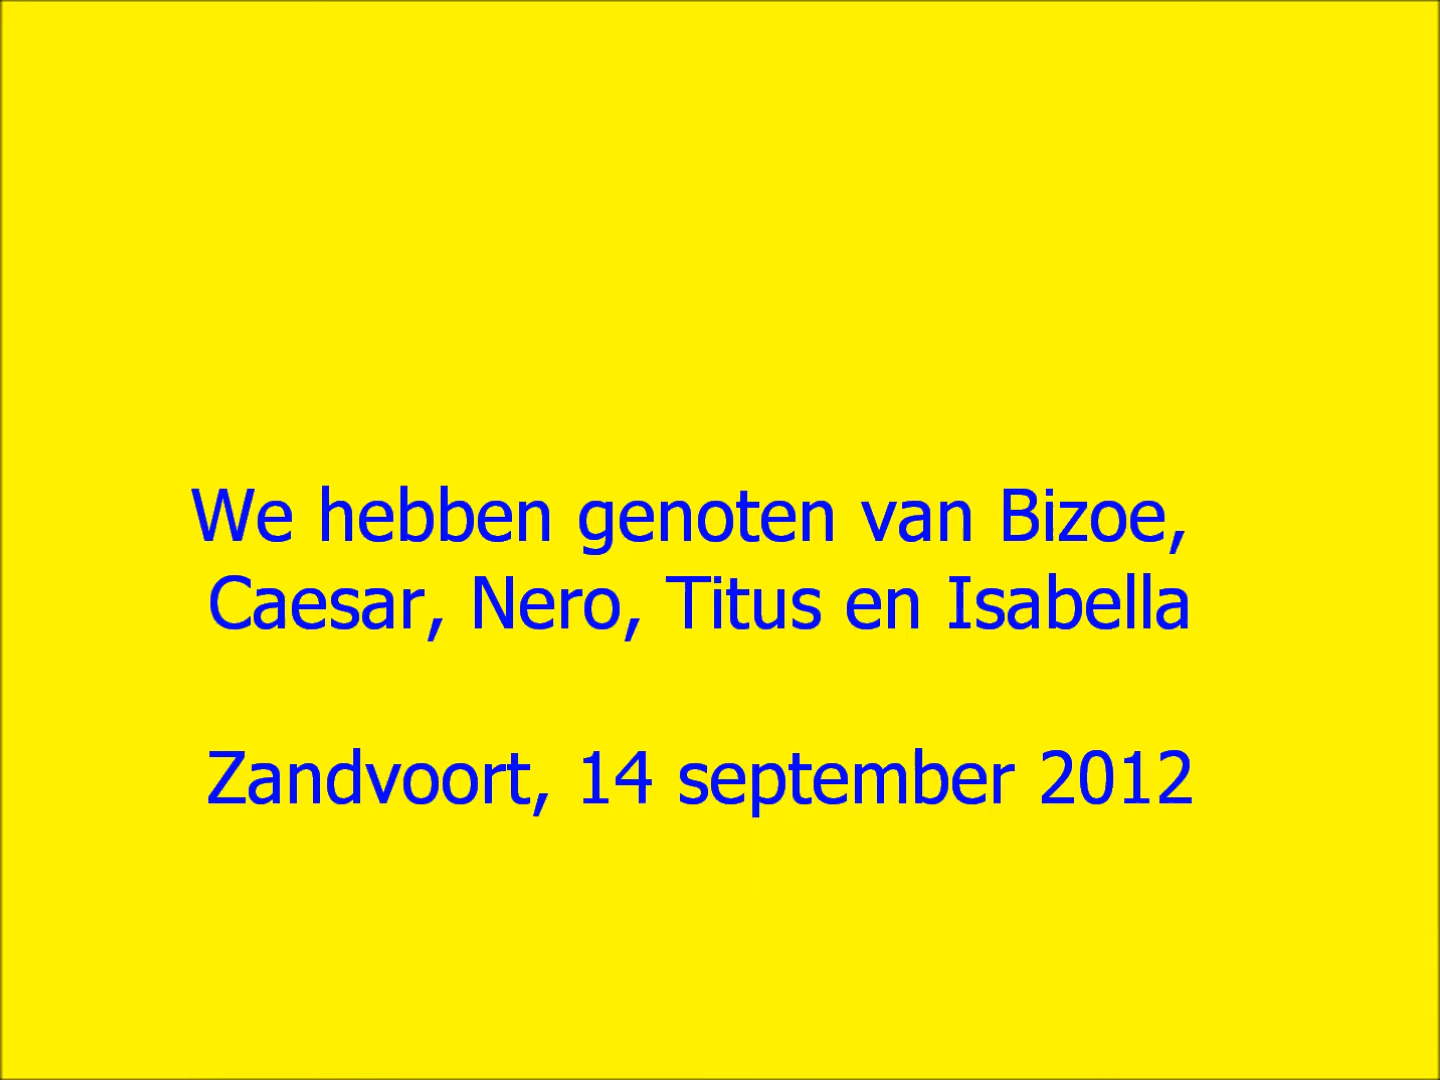 We hebben genoten van Bizoe,
Caesar, Nero, Titus en Isabella
Zandvoort, 14 september 2012